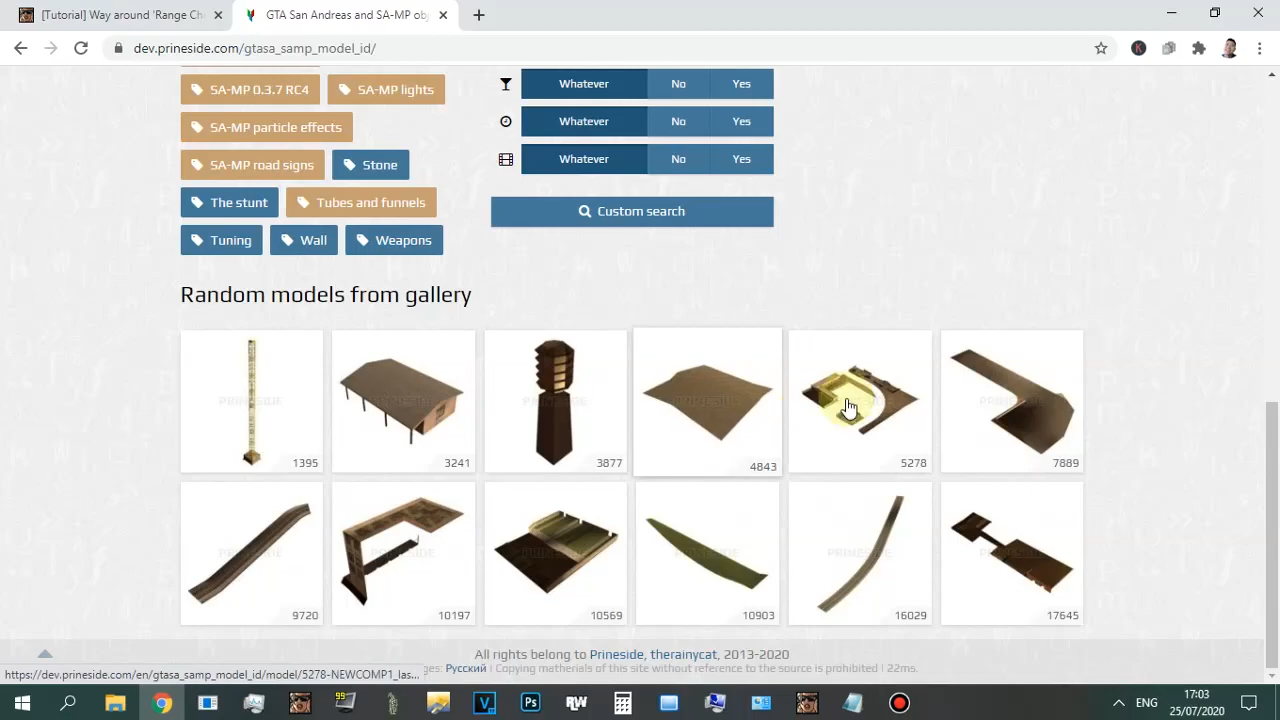 [Tutorial] Way around 'Range Che
GTA San Andreas and SA-MP obj
dev.prineside.com/gtasa_samp_model_id/
SA-MP 0.3.7 RC4
SA-MP lights
Whatever No Yes
SA-MP particle effects
Whatever No Yes
SA-MP road signs
Stone
Whatever No Yes
The stunt
Tubes and funnels
Custom search
Tuning
Wall
Weapons
Random models from gallery
1395
3241
3877
4843
5278
7889
9720
10197
10569
10903
16029
17645
All rights belong to Prineside, therainycat, 2013-2020
ges: Русский | Copying matherials of this site without reference to the source is prohibited | 22ms.
https://dev.prineside.com/en/gtasa_samp_model_id/model/5278-NEWCOMP1_las...
ENG
17:03
25/07/2020